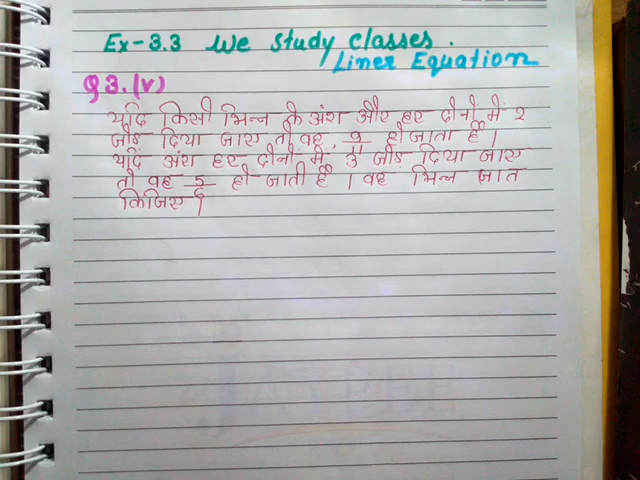 Ex-3.3 We Study Classes.
Liner Equation
Q3.(v)
यदि किसी भिन्न के अंश और हर दोनों में 2
जोड़ दिया जाए तो वह, 9/11 हो जाता है।
यदि अंश हर दोनों में 3 जोड़ दिया जाए
तो वह 5/6 हो जाती है। वह भिन्न ज्ञात
किजिए।